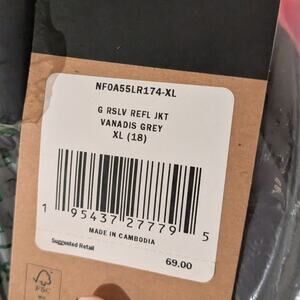 NF0A55LR174-XL
G RSLV REFL JKT
VANADIS GREY
XL (18)
1 95437 27779 5
MADE IN CAMBODIA
Suggested Retail
69.00
FSC